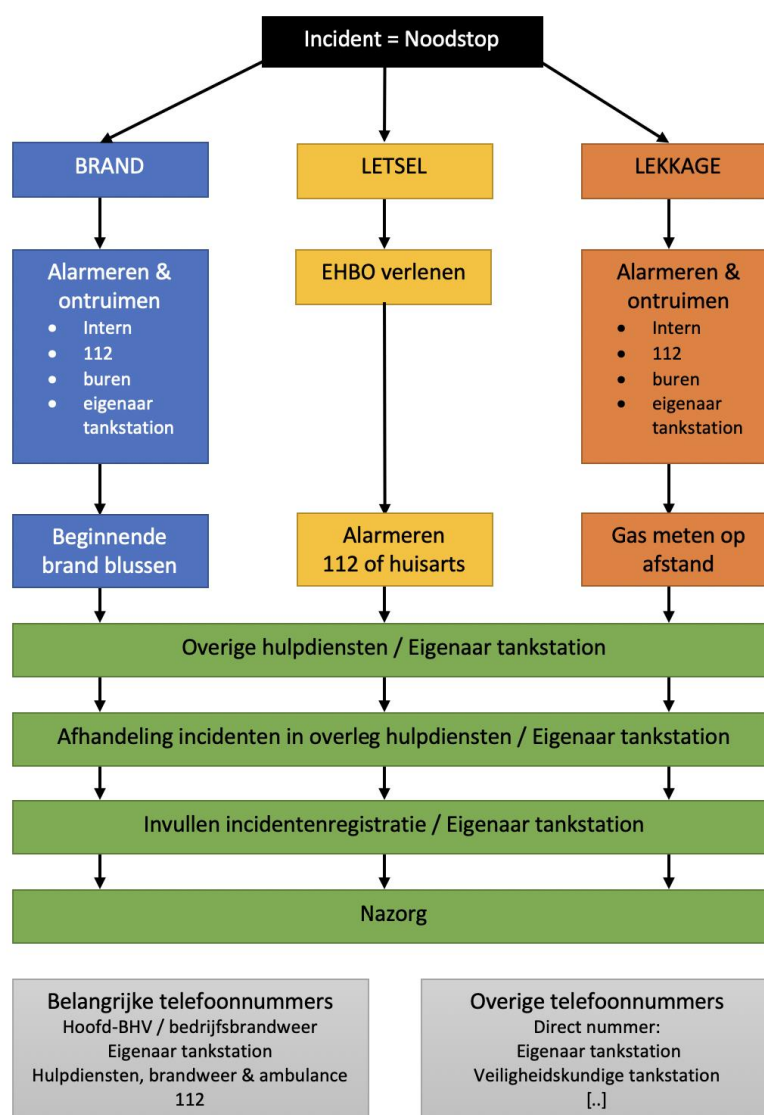 Incident = Noodstop
BRAND
LETSEL
LEKKAGE
Alarmeren &
ontruimen
• Intern
• 112
• buren
• eigenaar
tankstation
EHBO verlenen
Alarmeren &
ontruimen
• Intern
• 112
• buren
• eigenaar
tankstation
Beginnende
brand blussen
Alarmeren
112 of huisarts
Gas meten op
afstand
Overige hulpdiensten / Eigenaar tankstation
Afhandeling incidenten in overleg hulpdiensten / Eigenaar tankstation
Invullen incidentenregistratie / Eigenaar tankstation
Nazorg
Belangrijke telefoonnummers
Hoofd-BHV / bedrijfsbrandweer
Eigenaar tankstation
Hulpdiensten, brandweer & ambulance
112
Overige telefoonnummers
Direct nummer:
Eigenaar tankstation
Veiligheidskundige tankstation
[..]